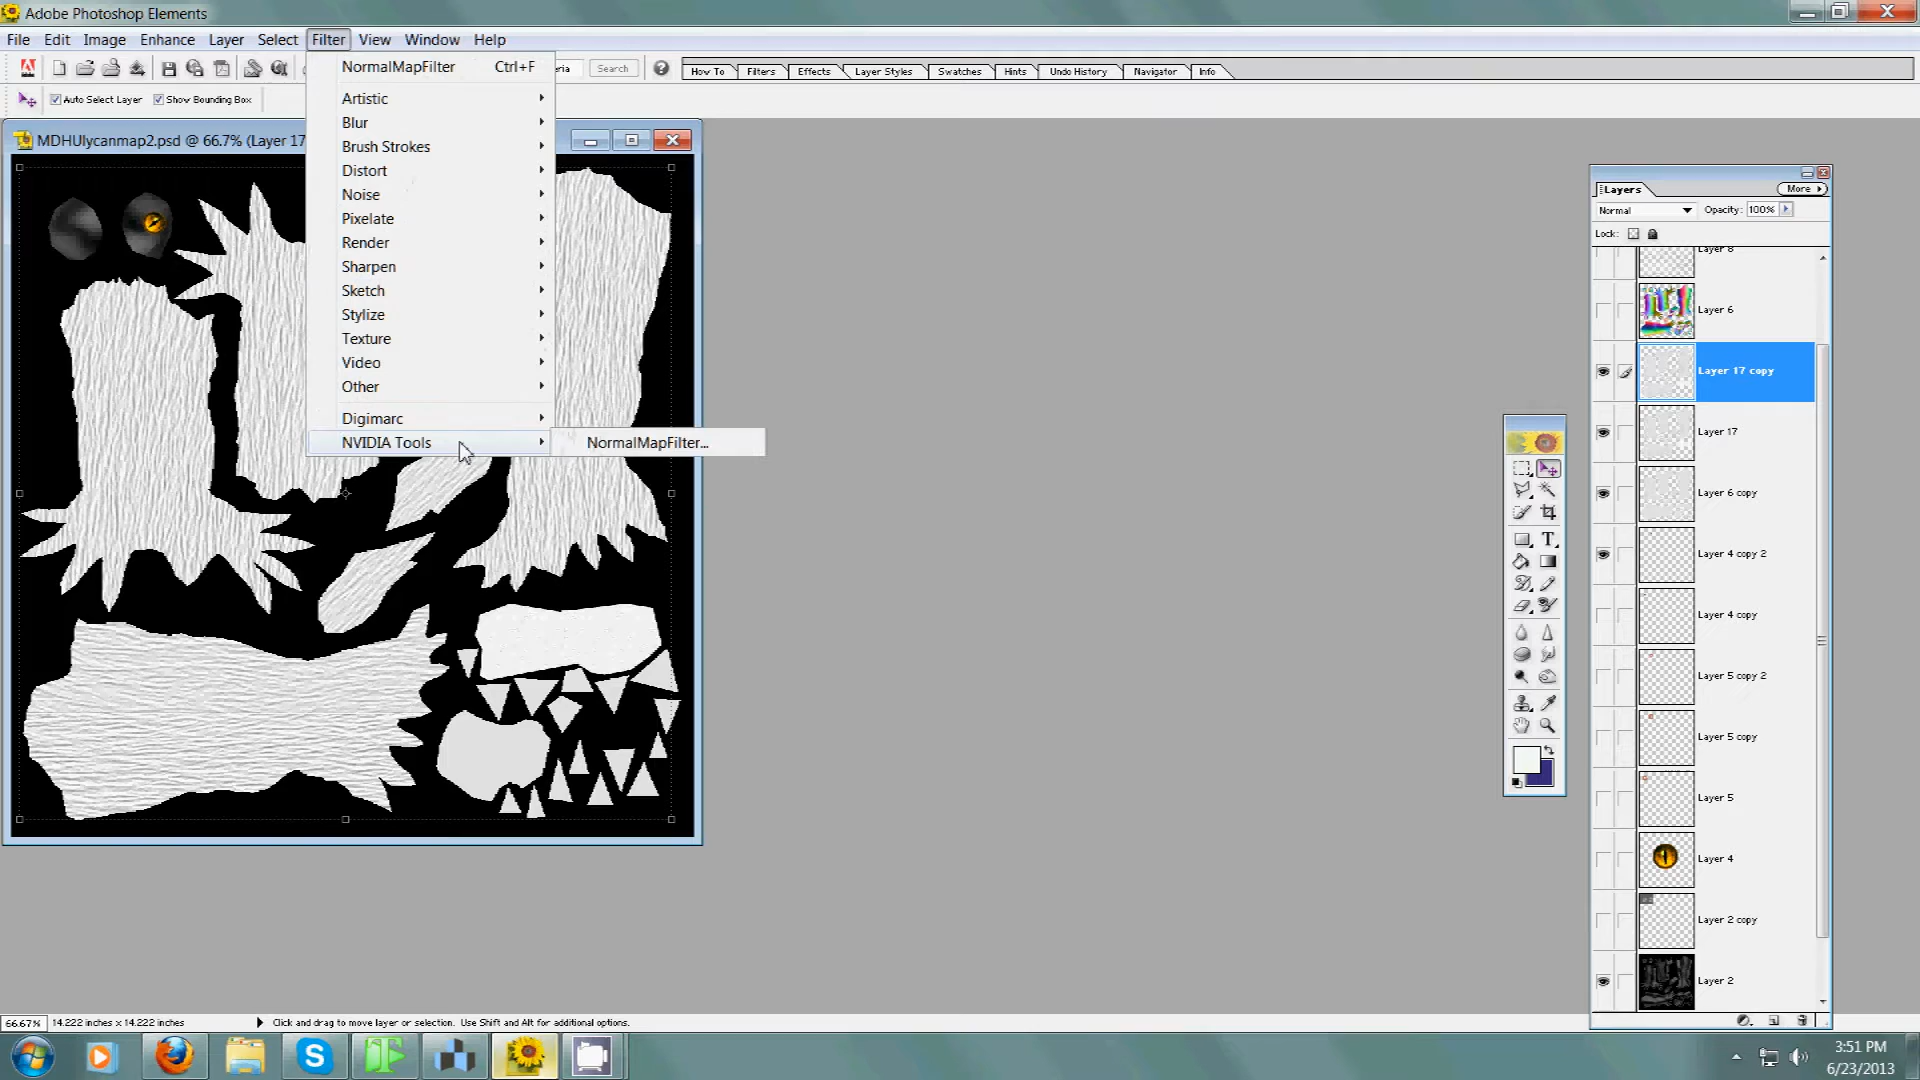 Adobe Photoshop Elements
File Edit Image Enhance Layer Select Filter View Window Help
Search How To Filters Effects Layer Styles Swatches Hints Undo History Navigator Info
Auto Select Layer Show Bounding Box
MDHUlycanmap2.psd @ 66.7% (Layer 17
NormalMapFilter Ctrl+F
Artistic
Blur
Brush Strokes
Distort
Noise
Pixelate
Render
Sharpen
Sketch
Stylize
Texture
Video
Other
Digimarc
NVIDIA Tools
NormalMapFilter...
Layers More
Normal Opacity: 100%
Lock:
Layer 8
Layer 6
Layer 17 copy
Layer 17
Layer 6 copy
Layer 4 copy 2
Layer 4 copy
Layer 5 copy 2
Layer 5 copy
Layer 5
Layer 4
Layer 2 copy
Layer 2
66.67% 14.222 inches x 14.222 inches Click and drag to move layer or selection. Use Shift and Alt for additional options.
3:51 PM
6/23/2013